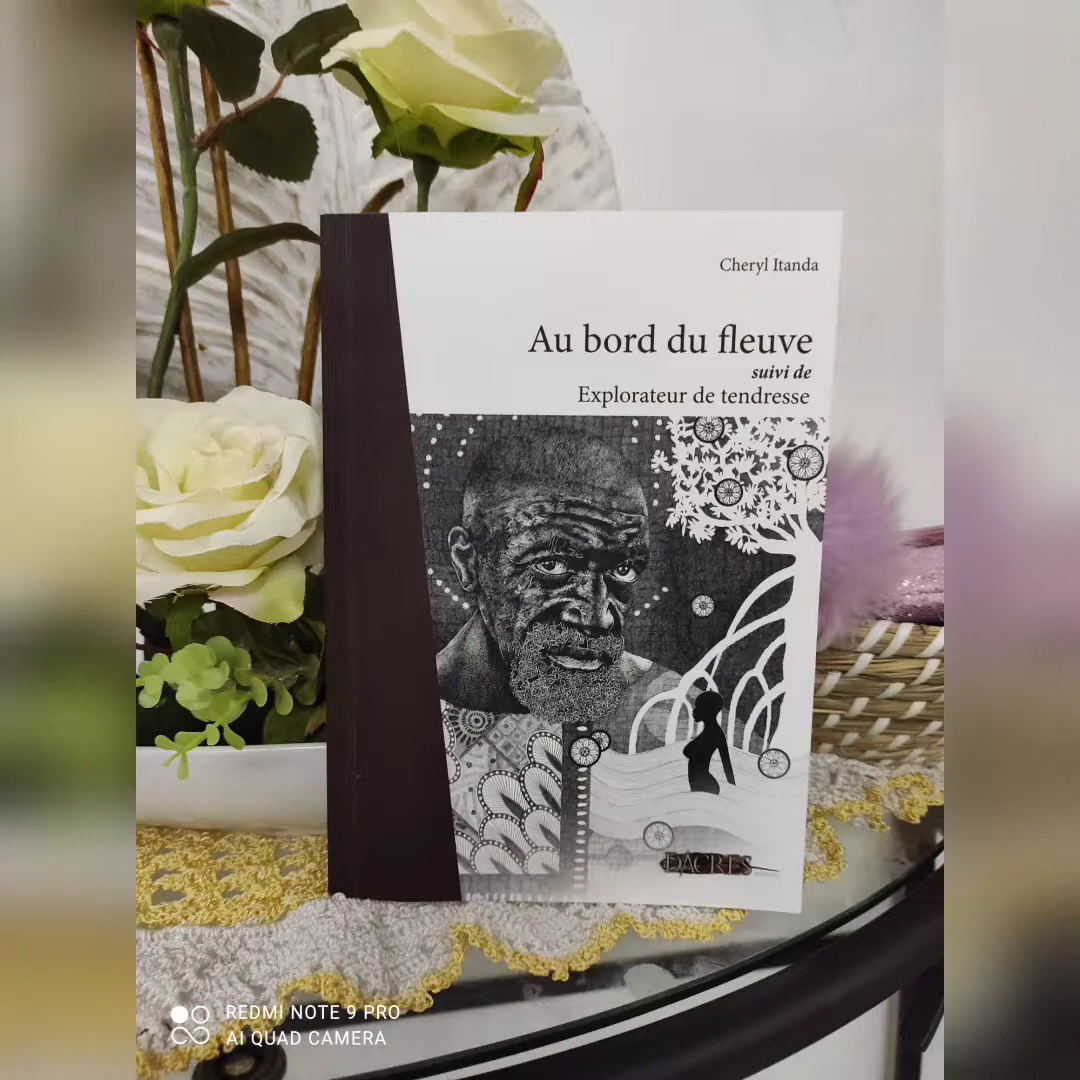 Cheryl Itanda
Au bord du fleuve
suivi de
Explorateur de tendresse
DACRES
REDMI NOTE 9 PRO
AI QUAD CAMERA